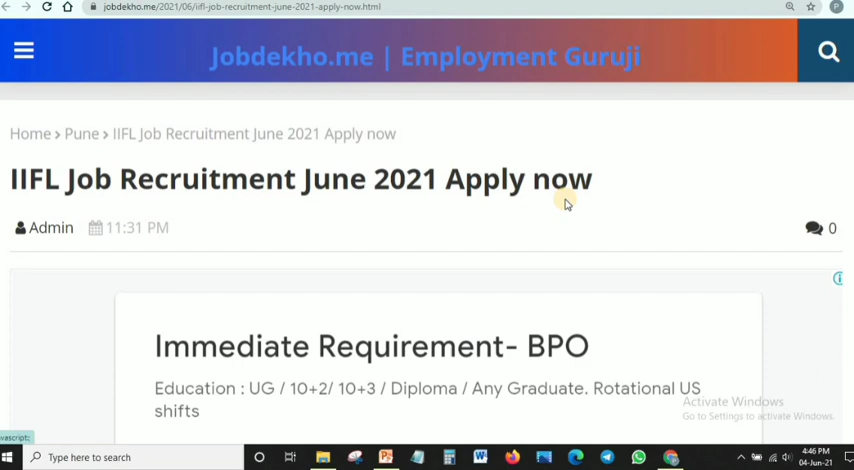 jobdekho.me/2021/06/iifl-job-recruitment-june-2021-apply-now.html
P
Jobdekho.me | Employment Guruji
Home › Pune › IIFL Job Recruitment June 2021 Apply now
IIFL Job Recruitment June 2021 Apply now
Admin 11:31 PM 0
Immediate Requirement- BPO
Education : UG / 10+2/ 10+3 / Diploma / Any Graduate. Rotational US
shifts
Activate Windows
Go to Settings to activate Windows.
vascript:
Type here to search
4:46 PM
04-Jun-21